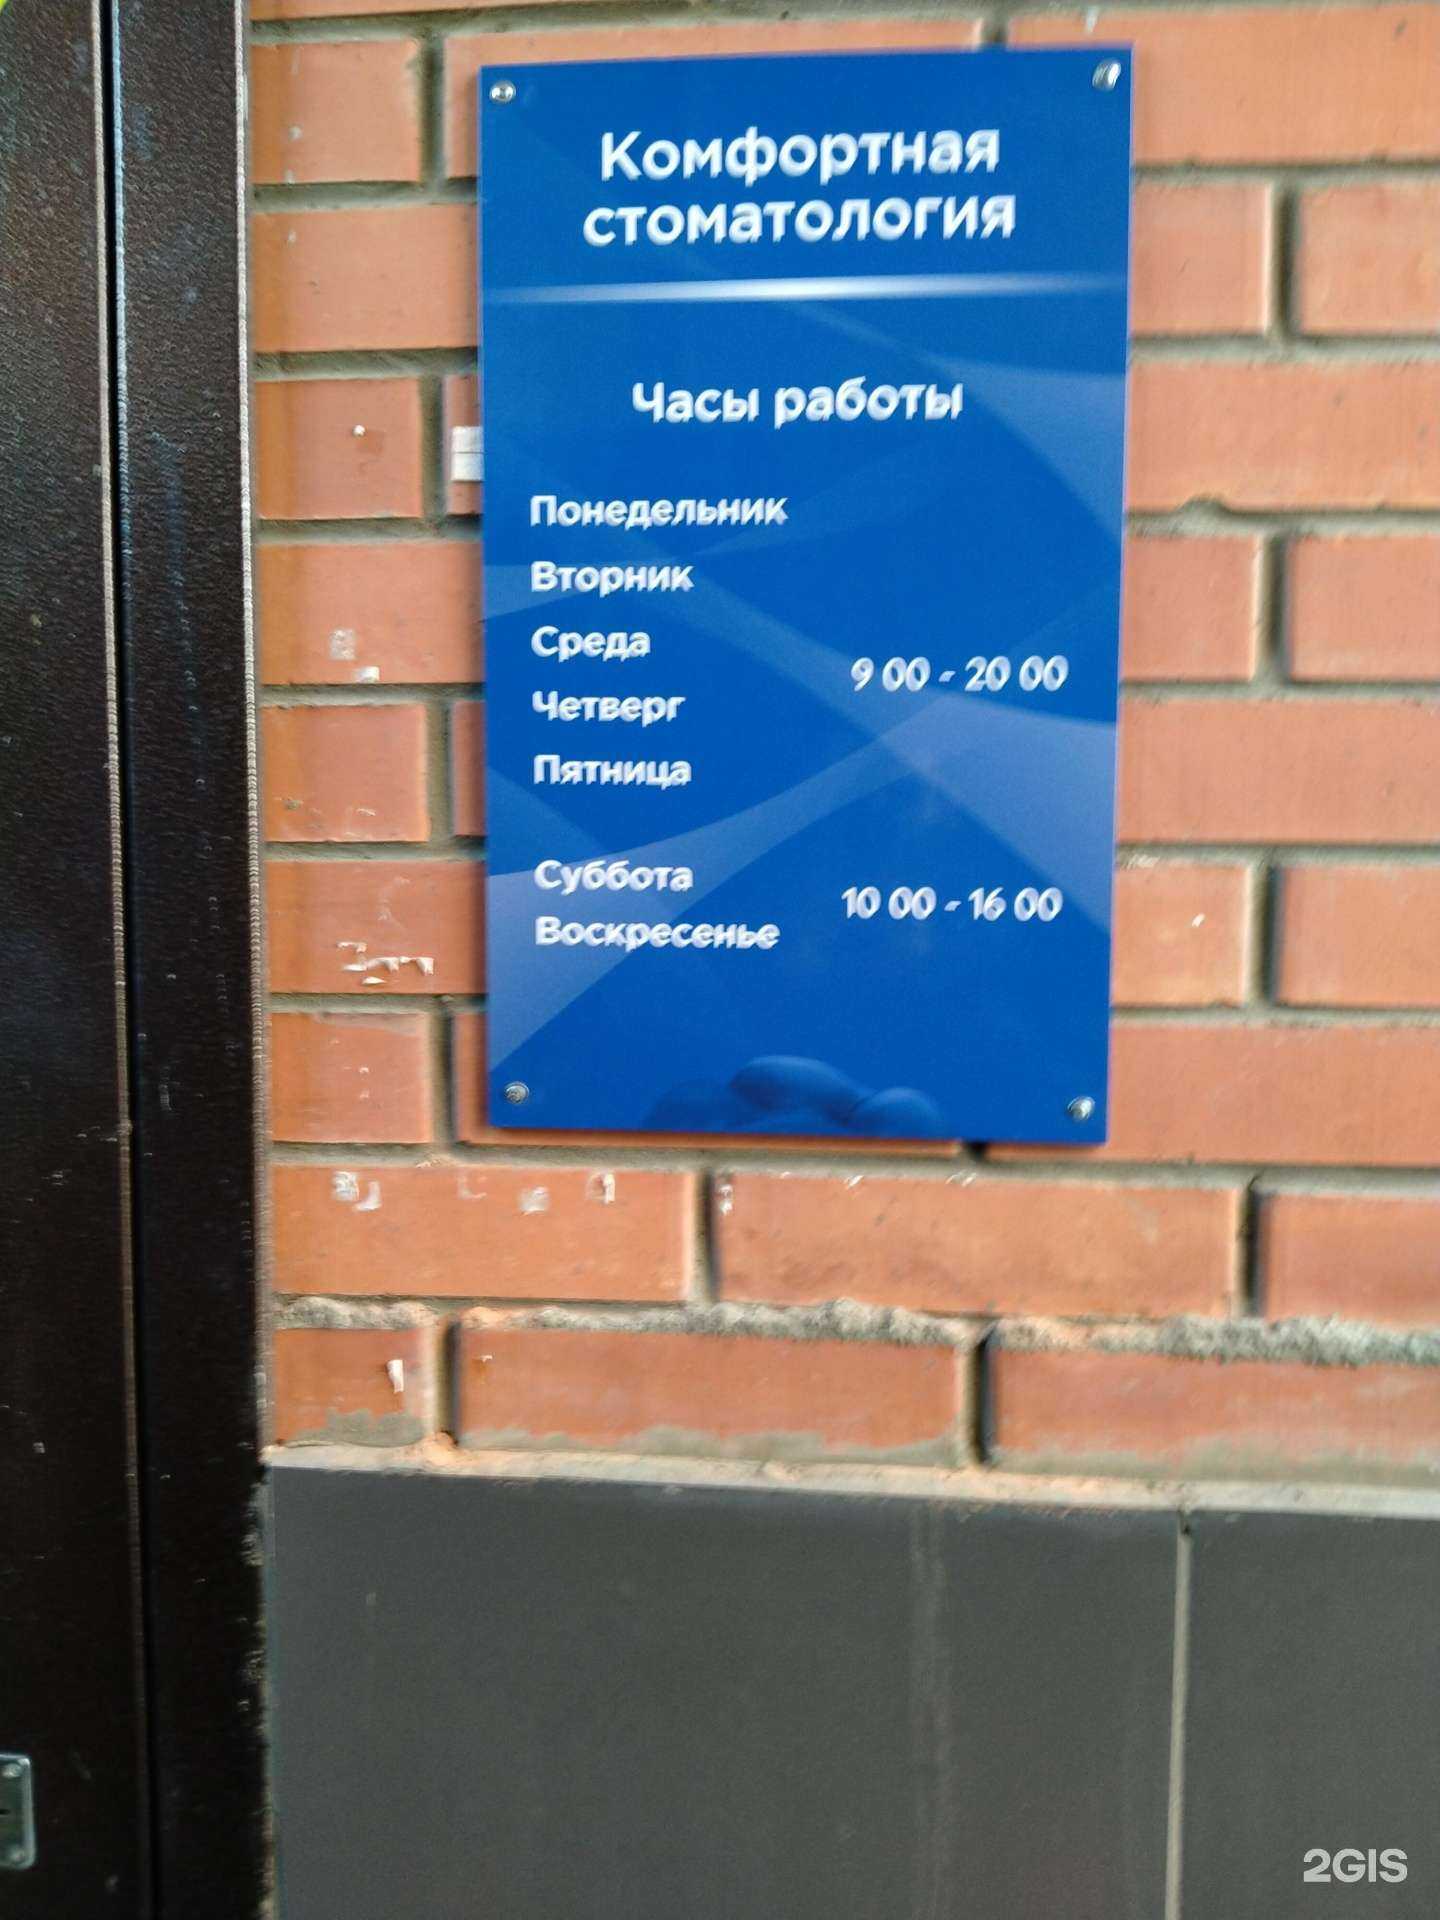 Комфортная
стоматология
Часы работы
Понедельник
Вторник
Среда
9 00 - 20 00
Четверг
Пятница
Суббота
10 00 - 16 00
Воскресенье
2GIS